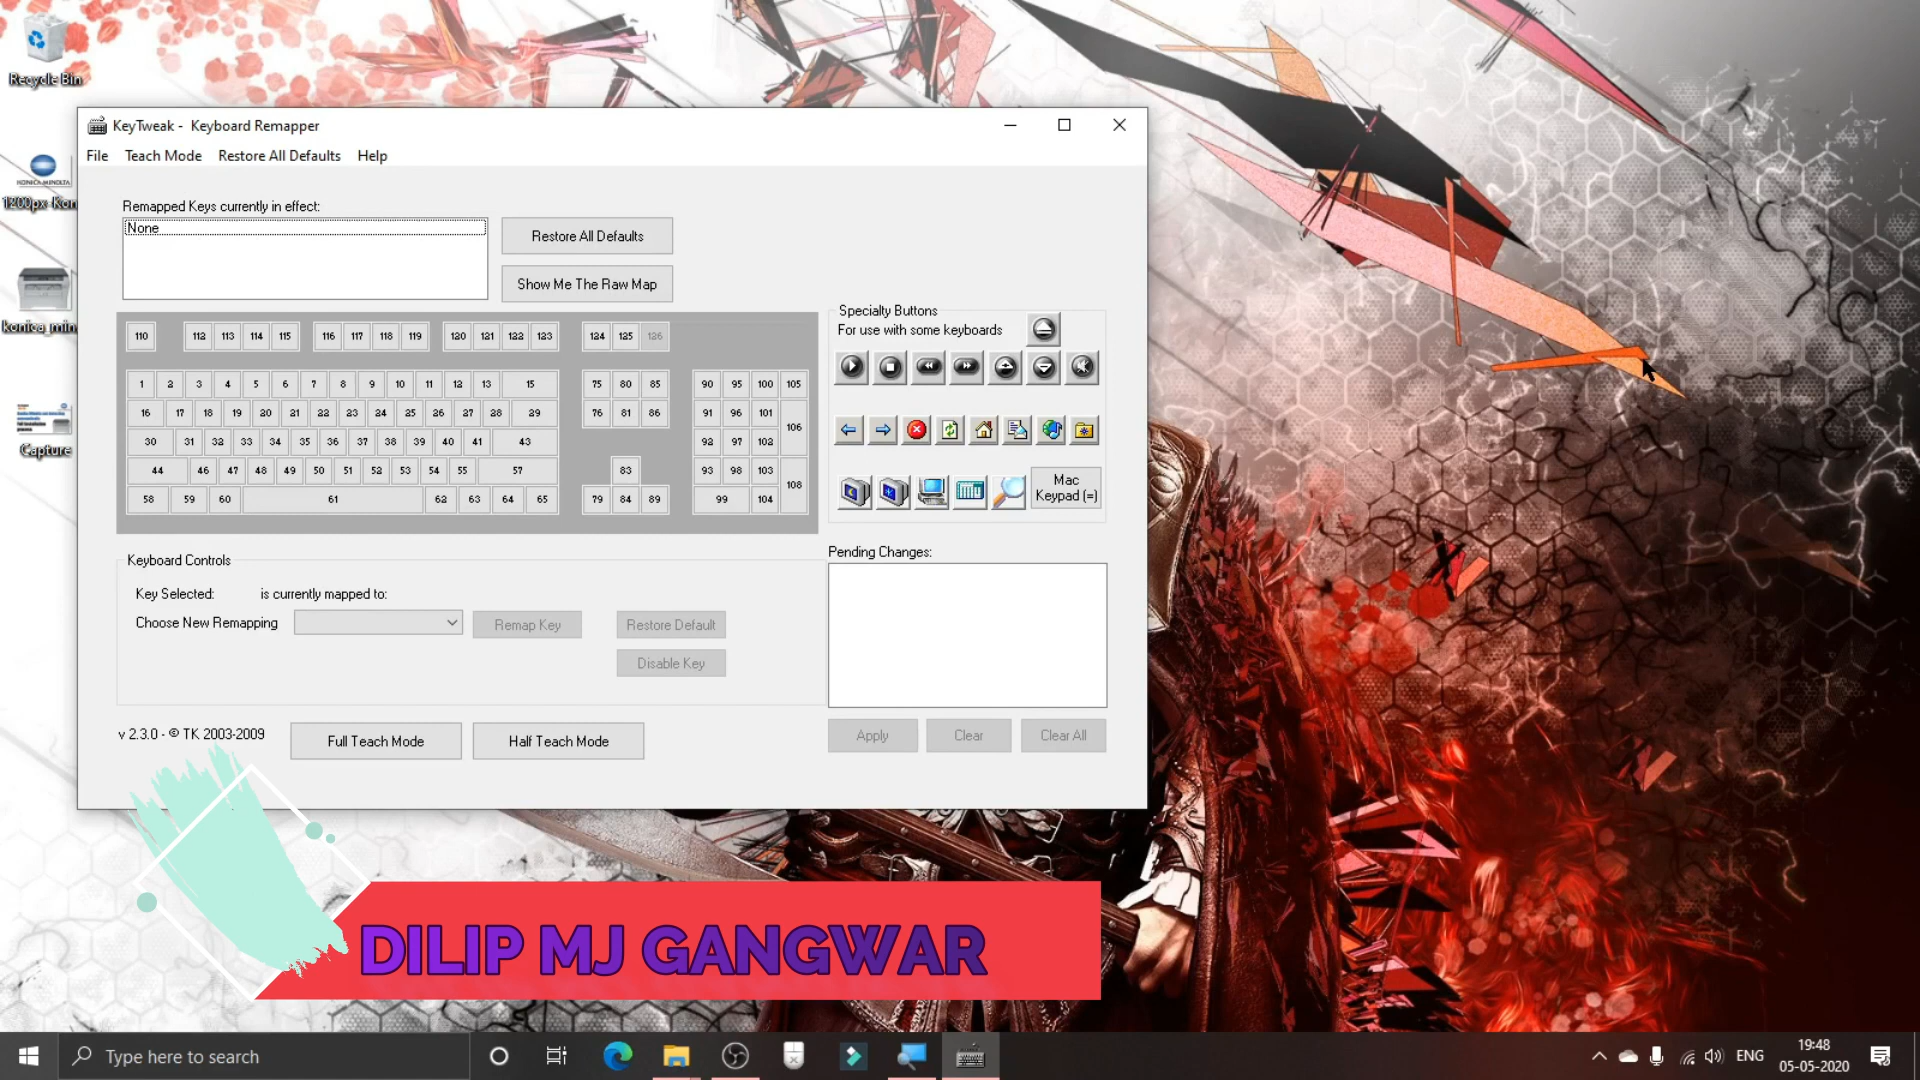 Recycle Bin
KONICA MINOLTA
1200px-Kon
konica_min
Capture
KeyTweak - Keyboard Remapper
File Teach Mode Restore All Defaults Help
Remapped Keys currently in effect:
None
Restore All Defaults
Show Me The Raw Map
110 112 113 114 115 116 117 118 119 120 121 122 123 124 125 126
1 2 3 4 5 6 7 8 9 10 11 12 13 15 75 80 85 90 95 100 105
16 17 18 19 20 21 22 23 24 25 26 27 28 29 76 81 86 91 96 101
106
30 31 32 33 34 35 36 37 38 39 40 41 43 92 97 102
44 46 47 48 49 50 51 52 53 54 55 57 83 93 98 103
108
58 59 60 61 62 63 64 65 79 84 89 99 104
Specialty Buttons
For use with some keyboards
Mac
Keypad (=)
Keyboard Controls
Key Selected: is currently mapped to:
Choose New Remapping
Remap Key
Restore Default
Disable Key
Pending Changes:
Apply Clear Clear All
v 2.3.0 - © TK 2003-2009
Full Teach Mode
Half Teach Mode
DILIP MJ GANGWAR
Type here to search
ENG
19:48
05-05-2020